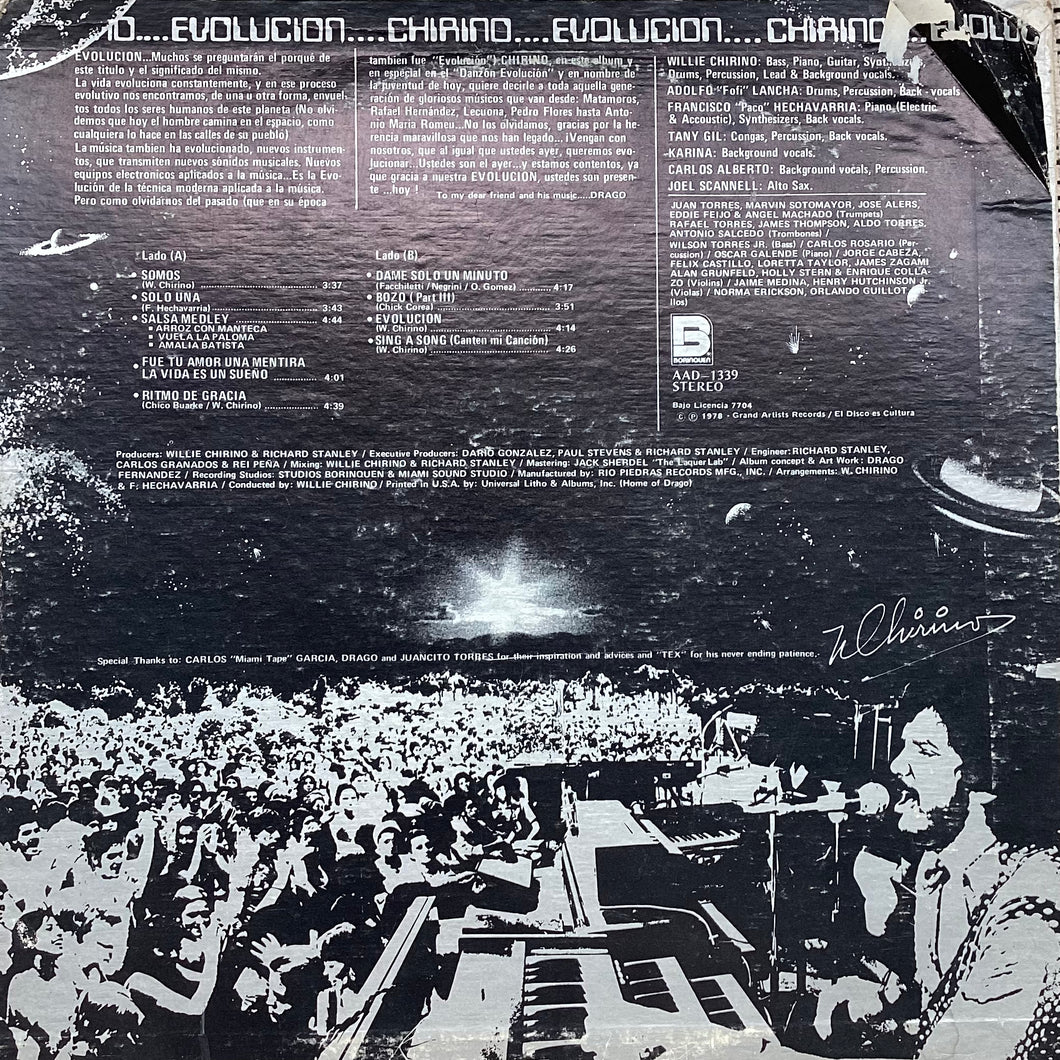 ....EVOLUCION....CHIRINO....EVOLUCION....CHIRINO....
EVOLUCION...Muchos se preguntarán el porqué de
este titulo y el significado del mismo.
La vida evoluciona constantemente, y en ese proceso
evolutivo nos encontramos, de una u otra forma, envuel-
tos todos los seres humanos de este planeta (No olvi-
demos que hoy el hombre camina en el espacio, como
cualquiera lo hace en las calles de su pueblo)
La música tambien ha evolucionado, nuevos instrumen-
tos, que transmiten nuevos sonidos musicales. Nuevos
equipos electronicos aplicados a la música...Es la Evo-
lución de la técnica moderna aplicada a la música.
Pero como olvidarnos del pasado (que en su época
tambien fue "Evolución") CHIRINO, en este album y
en especial en el "Danzón Evolución" y en nombre de
la juventud de hoy, quiere decirle a toda aquella gene-
ración de gloriosos músicos que van desde: Matamoros,
Rafael Hernández, Lecuona, Pedro Flores hasta Anto-
nio Maria Romeu...No los olvidamos, gracias por la he-
rencia maravillosa que nos han legado... ¡Vengan con
nosotros, que al igual que ustedes ayer, queremos evo-
lucionar...Ustedes son el ayer...y estamos contentos, ya
que gracia a nuestra EVOLUCION, ustedes son presen-
te ...hoy !
To my dear friend and his music.....DRAGO
WILLIE CHIRINO: Bass, Piano, Guitar,
Drums, Percussion, Lead & Background vocals.
ADOLFO "Fofi" LANCHA: Drums, Percussion, Back - vocals
FRANCISCO "Paco" HECHAVARRIA: Piano, (Electric
& Accoustic), Synthesizers, Back vocals.
TANY GIL: Congas, Percussion, Back vocals.
KARINA: Background vocals.
CARLOS ALBERTO: Background vocals, Percussion.
JOEL SCANNELL: Alto Sax.
JUAN TORRES, MARVIN SOTOMAYOR, JOSE ALERS,
EDDIE FEIJO & ANGEL MACHADO (Trumpets)
RAFAEL TORRES, JAMES THOMPSON, ALDO TORRES,
ANTONIO SALCEDO (Trombones) /
WILSON TORRES JR. (Bass) / CARLOS ROSARIO (Per-
cussion) / OSCAR GALENDE (Piano) / JORGE CABEZA,
FELIX CASTILLO, LORETTA TAYLOR, JAMES ZAGAMI
ALAN GRUNFELD, HOLLY STERN & ENRIQUE COLLA-
ZO (Violins) / JAIME MEDINA, HENRY HUTCHINSON Jr.
(Violas) / NORMA ERICKSON, ORLANDO GUILLOT
llos)
Lado (A)
SOMOS
(W. Chirino) 3:37
SOLO UNA
(F. Hechavarria) 3:43
SALSA MEDLEY 4:44
ARROZ CON MANTECA
VUELA LA PALOMA
AMALIA BATISTA
FUE TU AMOR UNA MENTIRA
LA VIDA ES UN SUEÑO 4:01
RITMO DE GRACIA
(Chico Buarke / W. Chirino) 4:39
Lado (B)
DAME SOLO UN MINUTO
(Facchiletti / Negrini / O. Gomez) 4:17
BOZO ( Part III)
(Chick Corea) 3:51
EVOLUCION
(W. Chirino) 4:14
SING A SONG (Canten mi Canción)
(W. Chirino) 4:26
B
BORINQUEN
AAD-1339
STEREO
Bajo Licencia 7704
© ℗ 1978 - Grand Artists Records / El Disco es Cultura
Producers: WILLIE CHIRINO & RICHARD STANLEY / Executive Producers: DARIO GONZALEZ, PAUL STEVENS & RICHARD STANLEY / Engineer: RICHARD STANLEY,
CARLOS GRANADOS & REI PEÑA / Mixing: WILLIE CHIRINO & RICHARD STANLEY / Mastering: JACK SHERDEL "The Laquer Lab" / Album concept & Art Work : DRAGO
FERNANDEZ / Recording Studios: STUDIOS BORINQUEN & MIAMI SOUND STUDIO / Manufactured by: RIO PIEDRAS RECORDS MFG., INC. / Arrangements: W. CHIRINO
& F. HECHAVARRIA / Conducted by: WILLIE CHIRINO / Printed in U.S.A. by: Universal Litho & Albums, Inc. (Home of Drago)
W Chirino
Special Thanks to: CARLOS "Miami Tape" GARCIA, DRAGO and JUANCITO TORRES for their inspiration and advices and "TEX" for his never ending patience.